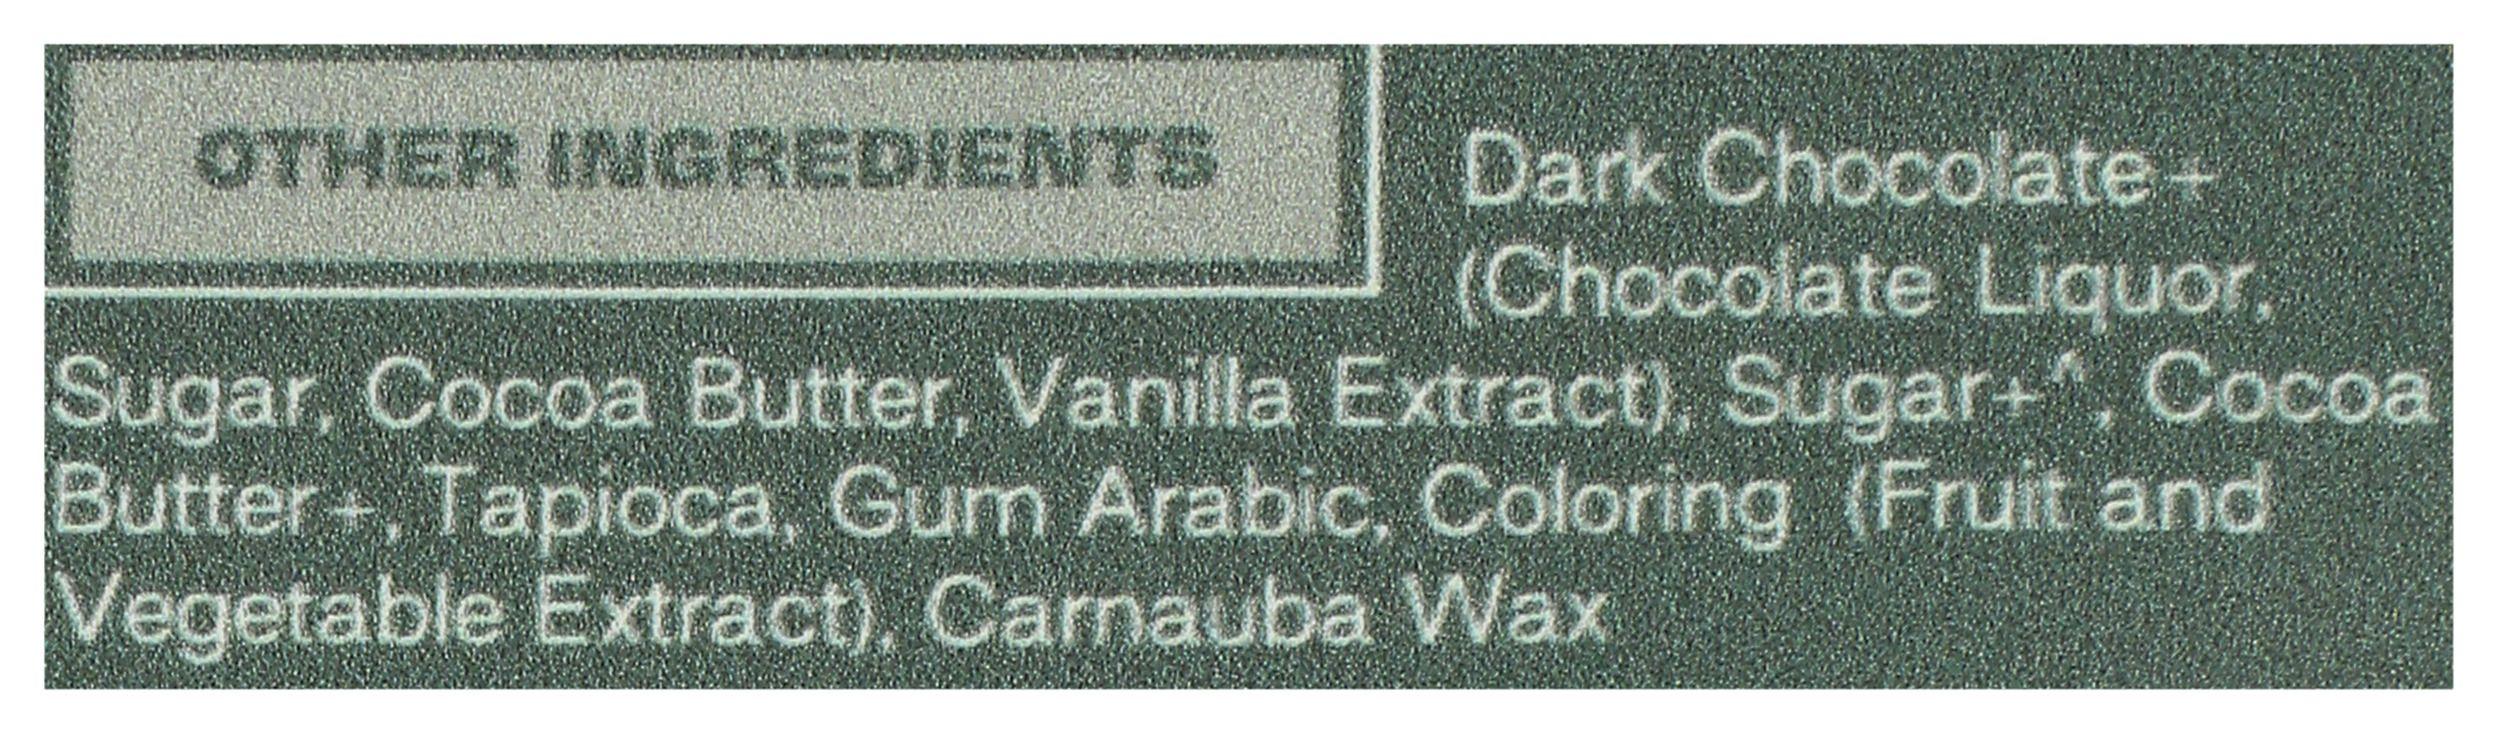 OTHER INGREDIENTS
Dark Chocolate+
(Chocolate Liquor,
Sugar, Cocoa Butter, Vanilla Extract), Sugar+^ , Cocoa
Butter+, Tapioca, Gum Arabic, Coloring (Fruit and
Vegetable Extract), Carnauba Wax